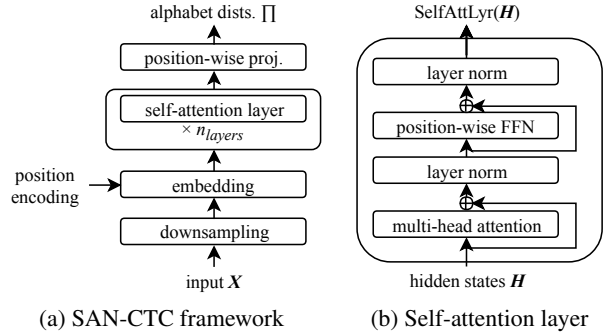 alphabet dists. ∏
position-wise proj.
self-attention layer
× n_layers
position
encoding
embedding
downsampling
input X
(a) SAN-CTC framework
SelfAttLyr(H)
layer norm
position-wise FFN
layer norm
multi-head attention
hidden states H
(b) Self-attention layer